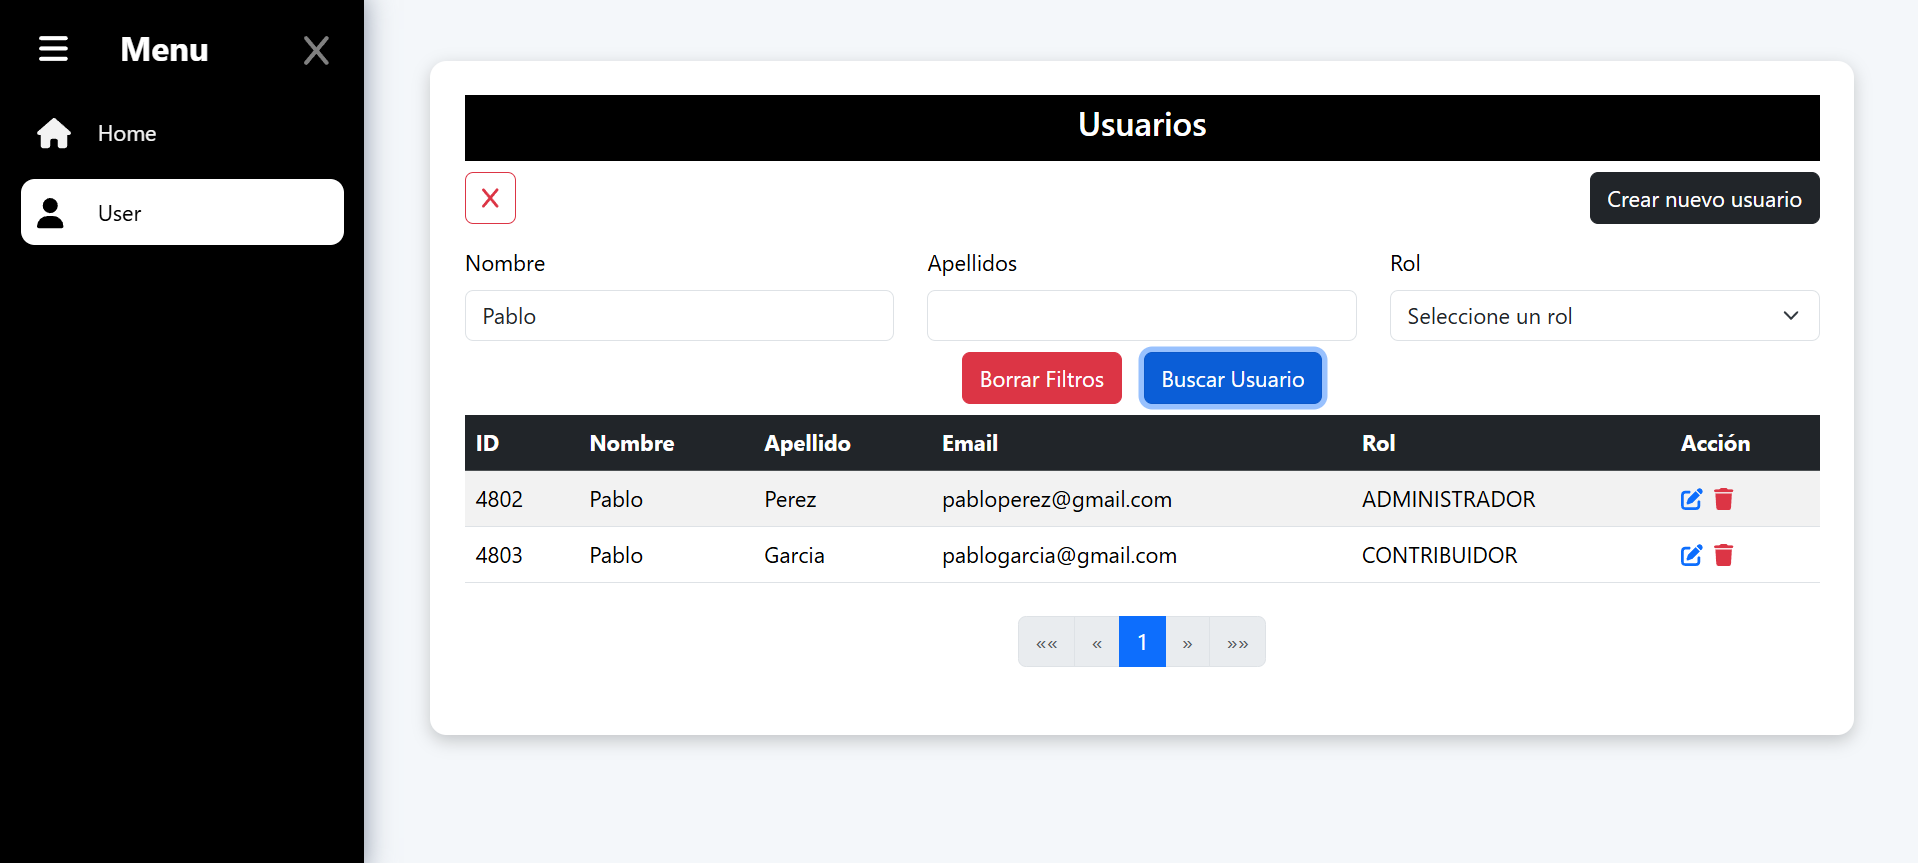 Menu
Home
User
Usuarios
Crear nuevo usuario
Nombre Apellidos Rol
Pablo Seleccione un rol
Borrar Filtros Buscar Usuario
ID Nombre Apellido Email Rol Acción
4802 Pablo Perez pabloperez@gmail.com ADMINISTRADOR
4803 Pablo Garcia pablogarcia@gmail.com CONTRIBUIDOR
«« « 1 » »»